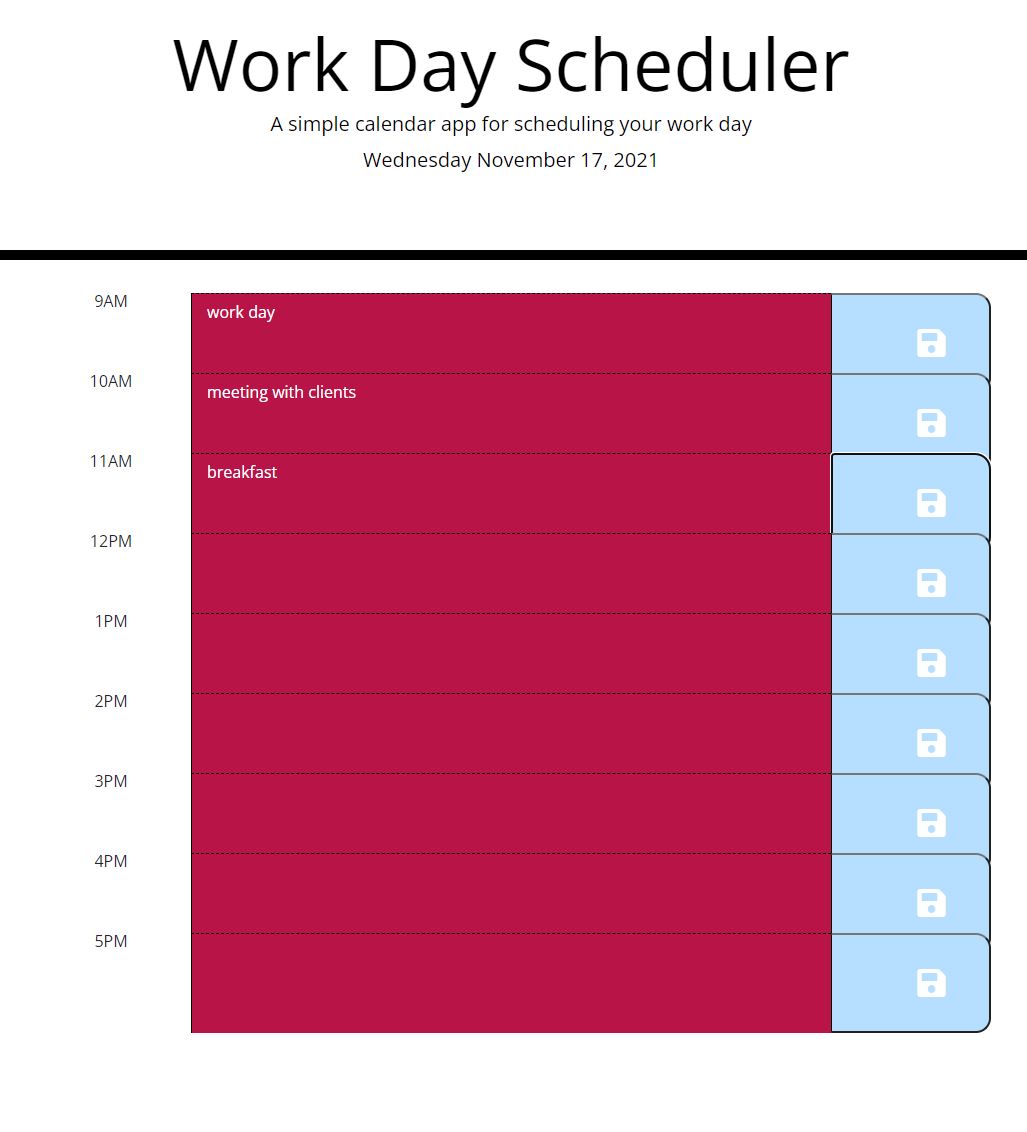 Work Day Scheduler
A simple calendar app for scheduling your work day
Wednesday November 17, 2021
9AM
work day
10AM
meeting with clients
11AM
breakfast
12PM
1PM
2PM
3PM
4PM
5PM